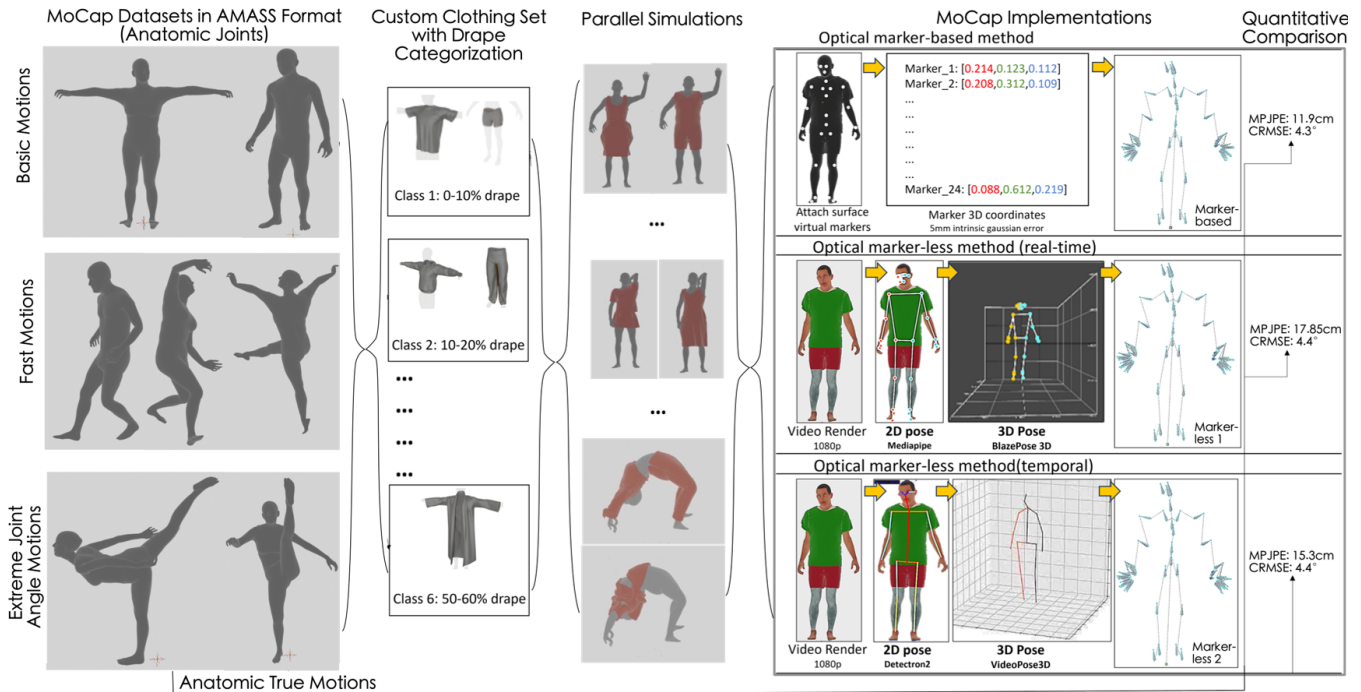 MoCap Datasets in AMASS Format
(Anatomic Joints)
Basic Motions
Fast Motions
Extreme Joint
Angle Motions
Anatomic True Motions
Custom Clothing Set
with Drape
Categorization
Class 1: 0-10% drape
Class 2: 10-20% drape
...
...
...
...
Class 6: 50-60% drape
Parallel Simulations
...
...
MoCap Implementations
Optical marker-based method
Attach surface
virtual markers
Marker_1: [0.214,0.123,0.112]
Marker_2: [0.208,0.312,0.109]
...
...
...
...
...
...
Marker_24: [0.088,0.612,0.219]
Marker 3D coordinates
5mm intrinsic gaussian error
Marker-
based
Optical marker-less method (real-time)
Video Render
1080p
2D pose
Mediapipe
3D Pose
BlazePose 3D
Marker-
less 1
Optical marker-less method(temporal)
Video Render
1080p
2D pose
Detectron2
3D Pose
VideoPose3D
Marker-
less 2
Quantitative
Comparison
MPJPE: 11.9cm
CRMSE: 4.3°
MPJPE: 17.85cm
CRMSE: 4.4°
MPJPE: 15.3cm
CRMSE: 4.4°